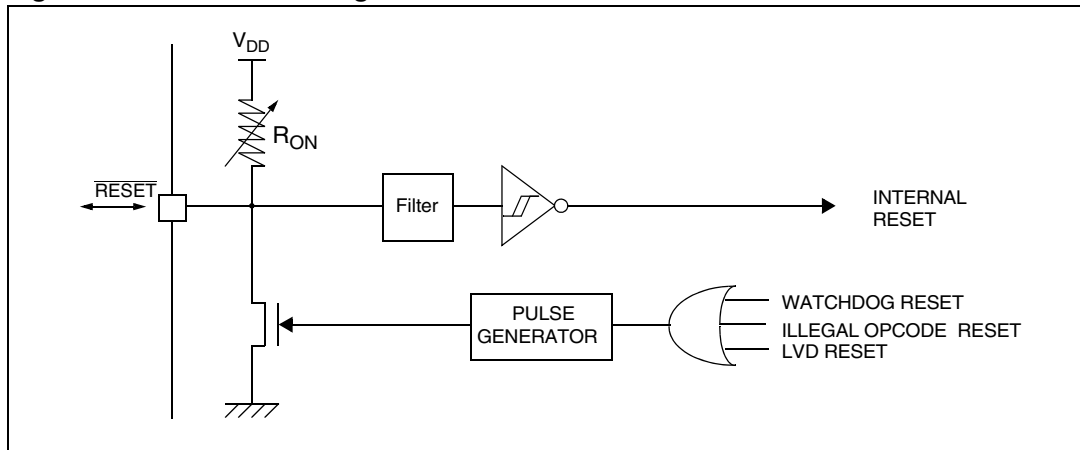 VDD
RON
RESET
Filter
INTERNAL
RESET
PULSE
GENERATOR
WATCHDOG RESET
ILLEGAL OPCODE RESET
LVD RESET